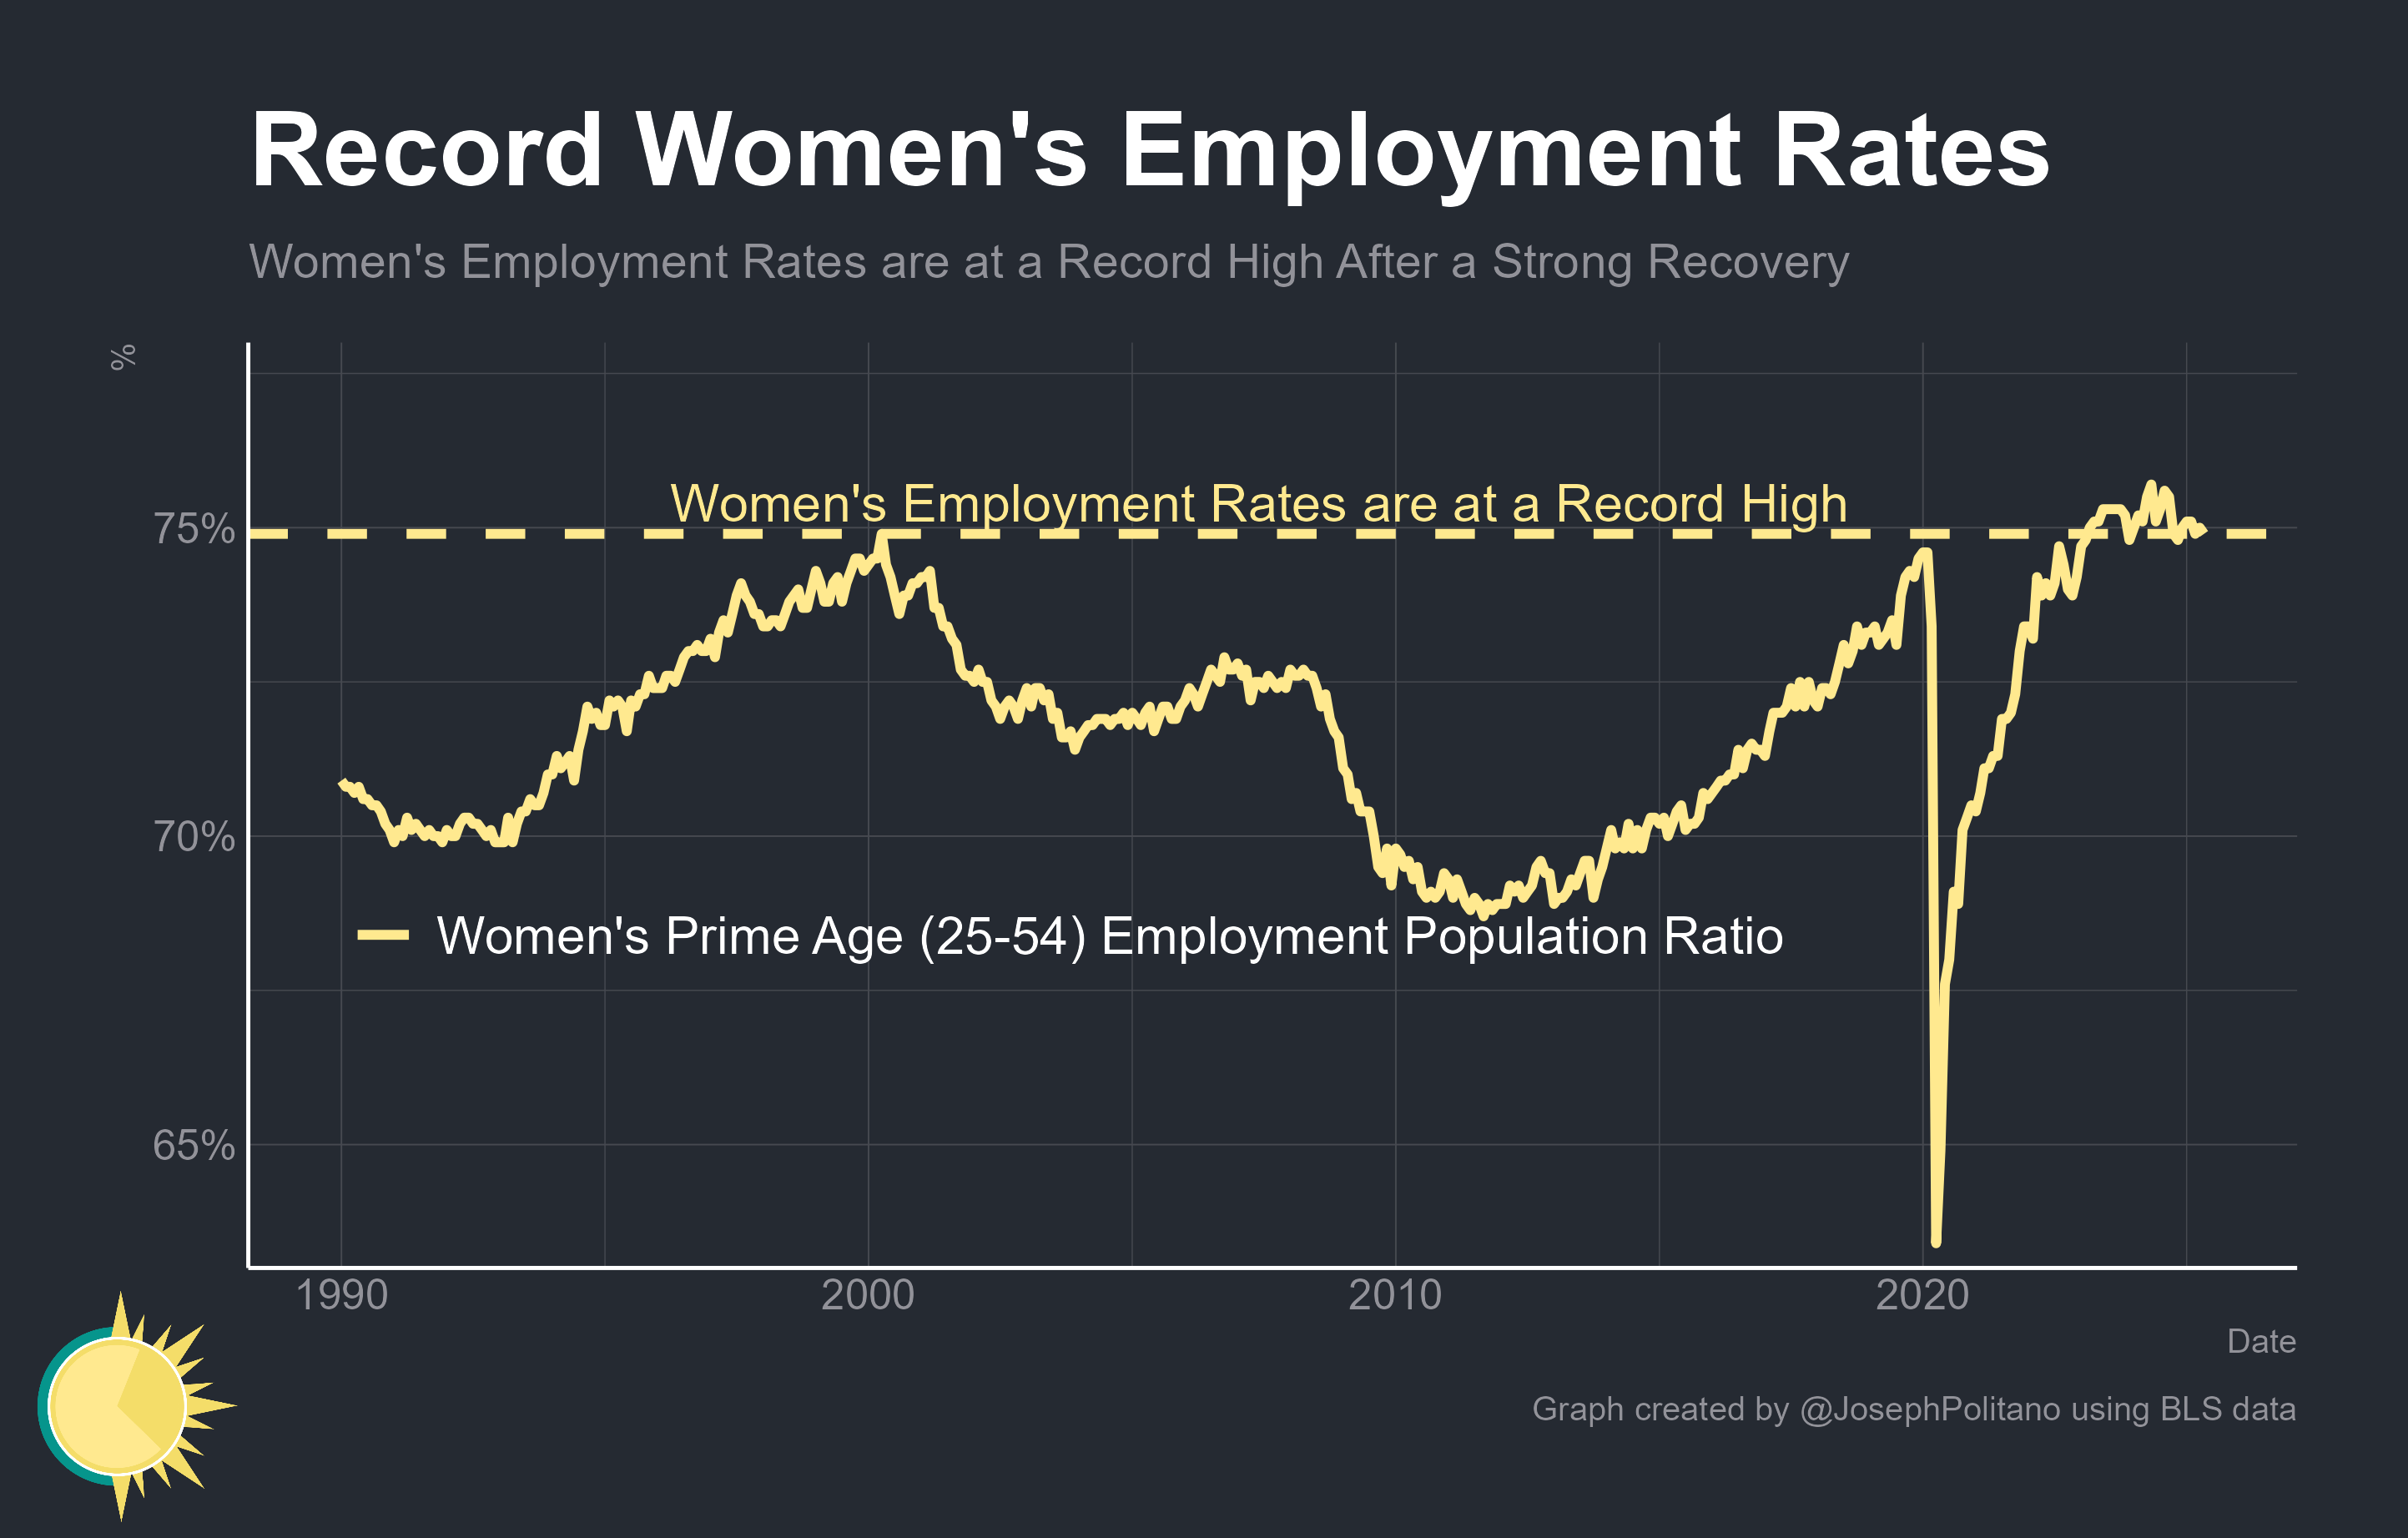 Record Women's Employment Rates
Women's Employment Rates are at a Record High After a Strong Recovery
%
Women's Employment Rates are at a Record High
75%
70%
Women's Prime Age (25-54) Employment Population Ratio
65%
1990 2000 2010 2020
Date
Graph created by @JosephPolitano using BLS data